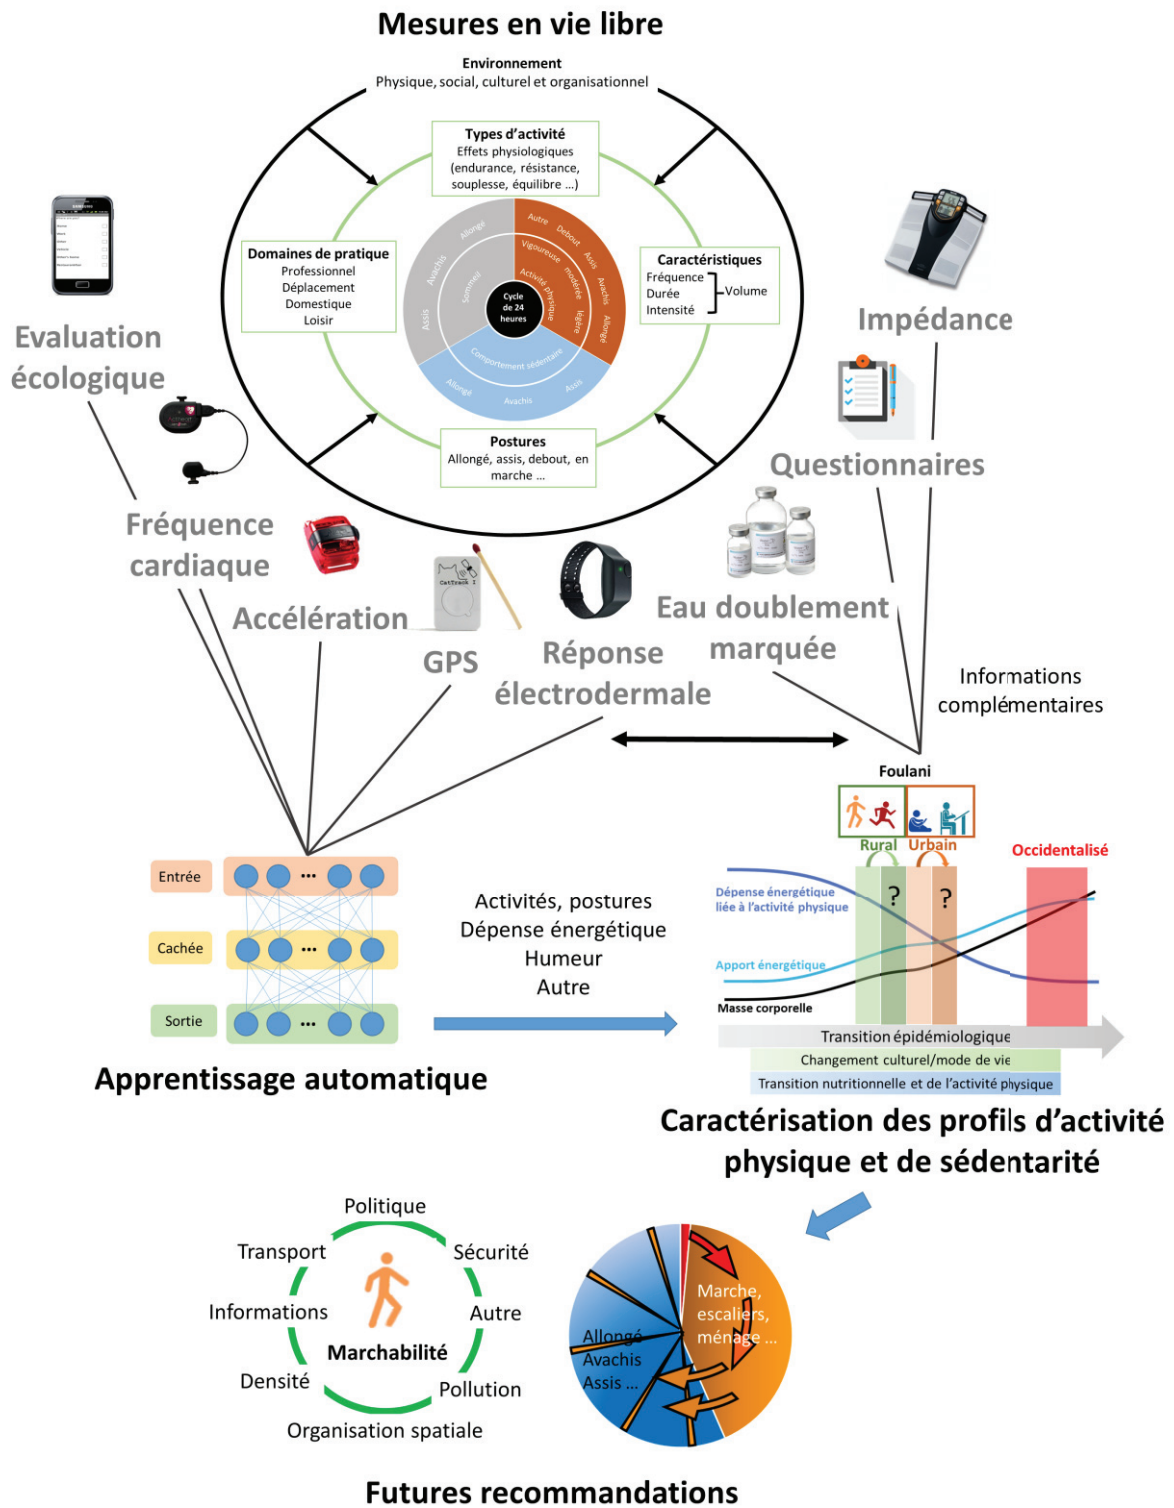 Mesures en vie libre
Environnement
Physique, social, culturel et organisationnel
Types d'activité
Effets physiologiques
(endurance, résistance,
souplesse, équilibre ...)
Domaines de pratique
Professionnel
Déplacement
Domestique
Loisir
Caractéristiques
Fréquence
Durée
Intensité
Volume
Postures
Allongé, assis, debout, en
marche ...
Cycle
de 24
heures
Sommeil
Assis
Avachis
Allongé
Activité physique
Vigoureuse
modérée
légère
Autre
Debout
Assis
Avachis
Allongé
Comportement sédentaire
Allongé
Avachis
Assis
SAMSUNG
Evaluation
écologique
Fréquence
cardiaque
Accélération
CatTrack I
GPS
Réponse
électrodermale
Eau doublement
marquée
Questionnaires
Impédance
Informations
complémentaires
Foulani
Rural
Urbain
Occidentalisé
?
?
Dépense énergétique
liée à l'activité physique
Apport énergétique
Masse corporelle
Transition épidémiologique
Changement culturel/mode de vie
Transition nutritionnelle et de l'activité physique
Caractérisation des profils d'activité
physique et de sédentarité
Entrée
...
Cachée
...
Sortie
...
Apprentissage automatique
Activités, postures
Dépense énergétique
Humeur
Autre
Politique
Transport
Sécurité
Informations
Autre
Marchabilité
Densité
Pollution
Organisation spatiale
Marche,
escaliers,
ménage ...
Allongé
Avachis
Assis ...
Futures recommandations